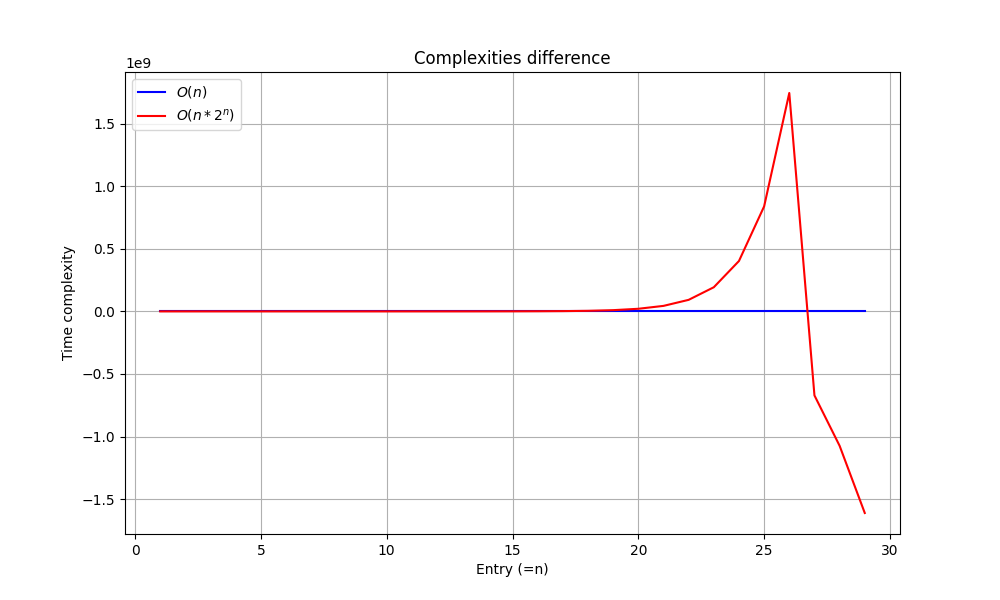 Complexities difference
1e9
O(n)
O(n * 2^n)
1.5
1.0
0.5
0.0
−0.5
−1.0
−1.5
Time complexity
0 5 10 15 20 25 30
Entry (=n)